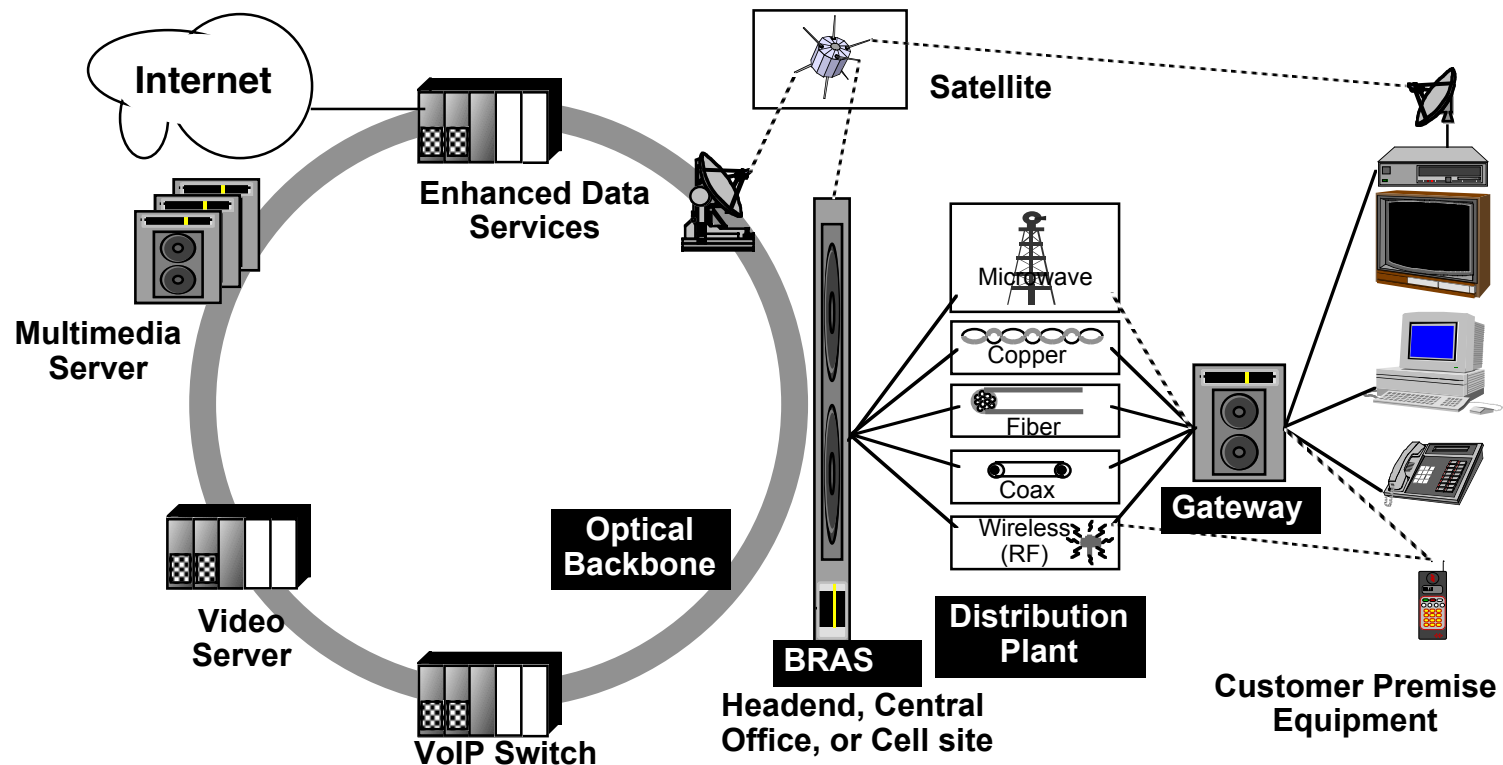 Internet
Satellite
Enhanced Data
Services
Multimedia
Server
Microwave
Copper
Fiber
Coax
Wireless
(RF)
Gateway
Optical
Backbone
Video
Server
Distribution
Plant
BRAS
Headend, Central
Office, or Cell site
VoIP Switch
Customer Premise
Equipment